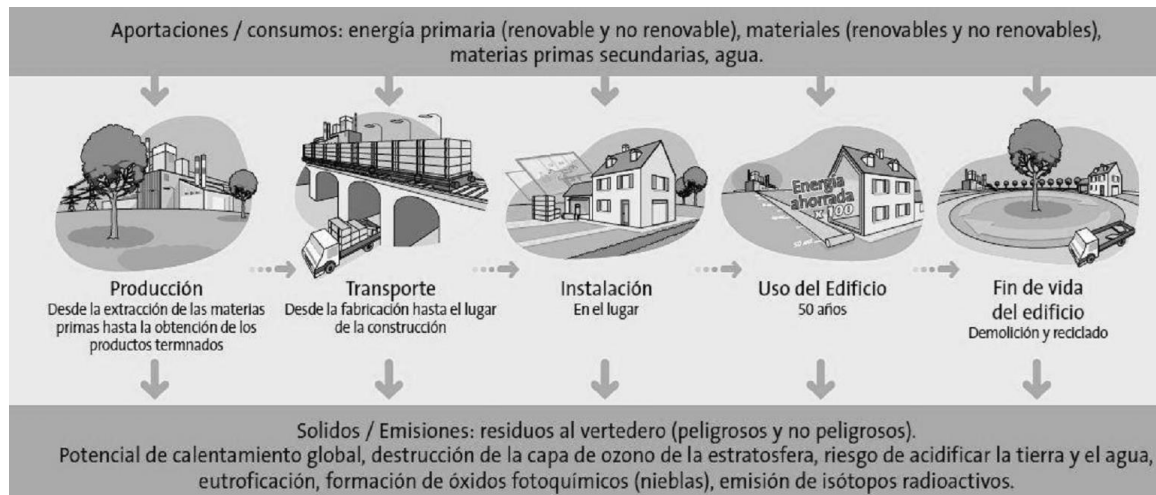 Aportaciones / consumos: energía primaria (renovable y no renovable), materiales (renovables y no renovables),
materias primas secundarias, agua.
Energía
ahorrada
x 100
Producción
Desde la extracción de las materias
primas hasta la obtención de los
productos termnados
Transporte
Desde la fabricación hasta el lugar
de la construcción
Instalación
En el lugar
Uso del Edificio
50 años
Fin de vida
del edificio
Demolición y reciclado
Solidos / Emisiones: residuos al vertedero (peligrosos y no peligrosos).
Potencial de calentamiento global, destrucción de la capa de ozono de la estratosfera, riesgo de acidificar la tierra y el agua,
eutroficación, formación de óxidos fotoquímicos (nieblas), emisión de isótopos radioactivos.